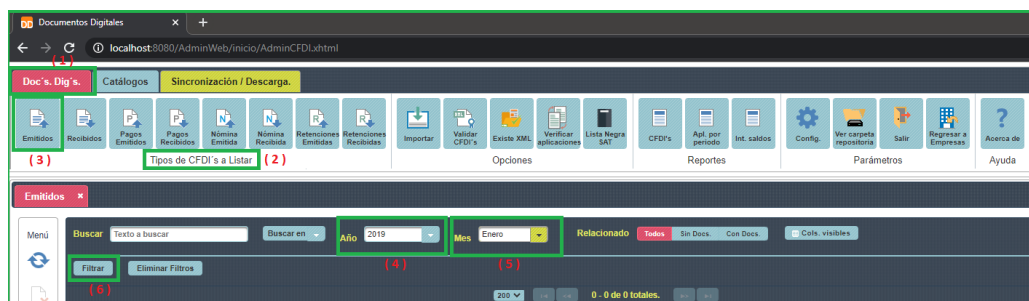 DD Documentos Digitales × +
localhost:8080/AdminWeb/inicio/AdminCFDI.xhtml
( 1 )
Doc´s. Dig´s. Catálogos Sincronización / Descarga.
Emitidos Recibidos Pagos Emitidos Pagos Recibidos Nómina Emitida Nómina Recibida Retenciones Emitidas Retenciones Recibidas Importar Validar CFDI's Existe XML Verificar aplicaciones Lista Negra SAT CFDI's Apl. por periodo Int. saldos Config. Ver carpeta repositoria Salir Regresar a Empresas Acerca de
( 3 ) Tipos de CFDI´s a Listar ( 2 ) Opciones Reportes Parámetros Ayuda
Emitidos ×
Menú Buscar Texto a buscar Buscar en Año 2019 Mes Enero Relacionado Todos Sin Docs. Con Docs. Cols. visibles
( 4 ) ( 5 )
Filtrar Eliminar Filtros
( 6 )
200 0 - 0 de 0 totales.